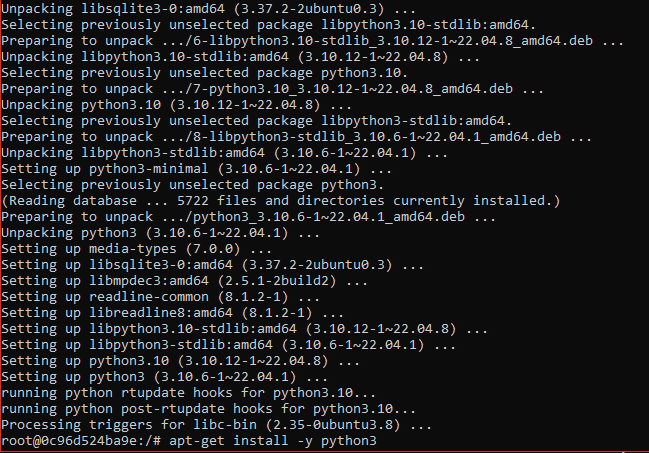 Unpacking libsqlite3-0:amd64 (3.37.2-2ubuntu0.3) ...
Selecting previously unselected package libpython3.10-stdlib:amd64.
Preparing to unpack .../6-libpython3.10-stdlib_3.10.12-1~22.04.8_amd64.deb ...
Unpacking libpython3.10-stdlib:amd64 (3.10.12-1~22.04.8) ...
Selecting previously unselected package python3.10.
Preparing to unpack .../7-python3.10_3.10.12-1~22.04.8_amd64.deb ...
Unpacking python3.10 (3.10.12-1~22.04.8) ...
Selecting previously unselected package libpython3-stdlib:amd64.
Preparing to unpack .../8-libpython3-stdlib_3.10.6-1~22.04.1_amd64.deb ...
Unpacking libpython3-stdlib:amd64 (3.10.6-1~22.04.1) ...
Setting up python3-minimal (3.10.6-1~22.04.1) ...
Selecting previously unselected package python3.
(Reading database ... 5722 files and directories currently installed.)
Preparing to unpack .../python3_3.10.6-1~22.04.1_amd64.deb ...
Unpacking python3 (3.10.6-1~22.04.1) ...
Setting up media-types (7.0.0) ...
Setting up libsqlite3-0:amd64 (3.37.2-2ubuntu0.3) ...
Setting up libmpdec3:amd64 (2.5.1-2build2) ...
Setting up readline-common (8.1.2-1) ...
Setting up libreadline8:amd64 (8.1.2-1) ...
Setting up libpython3.10-stdlib:amd64 (3.10.12-1~22.04.8) ...
Setting up libpython3-stdlib:amd64 (3.10.6-1~22.04.1) ...
Setting up python3.10 (3.10.12-1~22.04.8) ...
Setting up python3 (3.10.6-1~22.04.1) ...
running python rtupdate hooks for python3.10...
running python post-rtupdate hooks for python3.10...
Processing triggers for libc-bin (2.35-0ubuntu3.8) ...
root@0c96d524ba9e:/# apt-get install -y python3